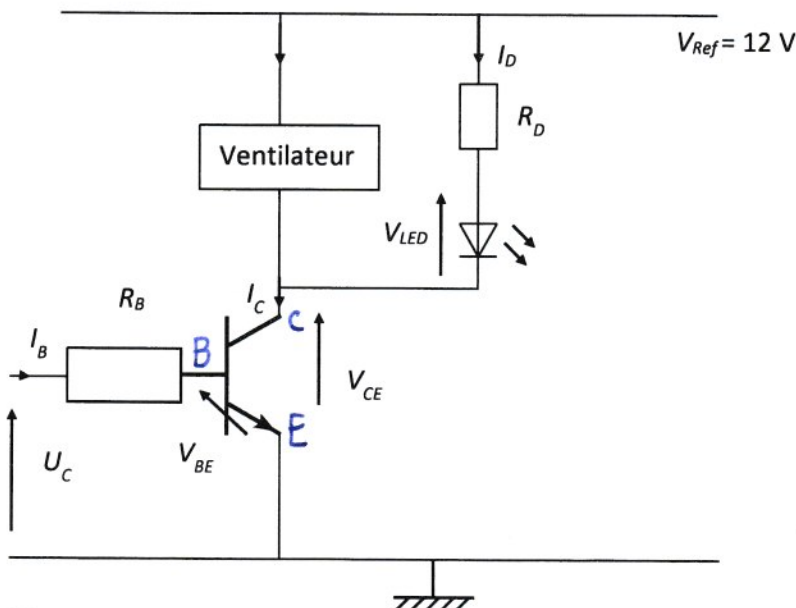 V_Ref = 12 V
I_D
R_D
Ventilateur
V_LED
I_C
R_B
C
I_B
B
V_CE
E
V_BE
U_C